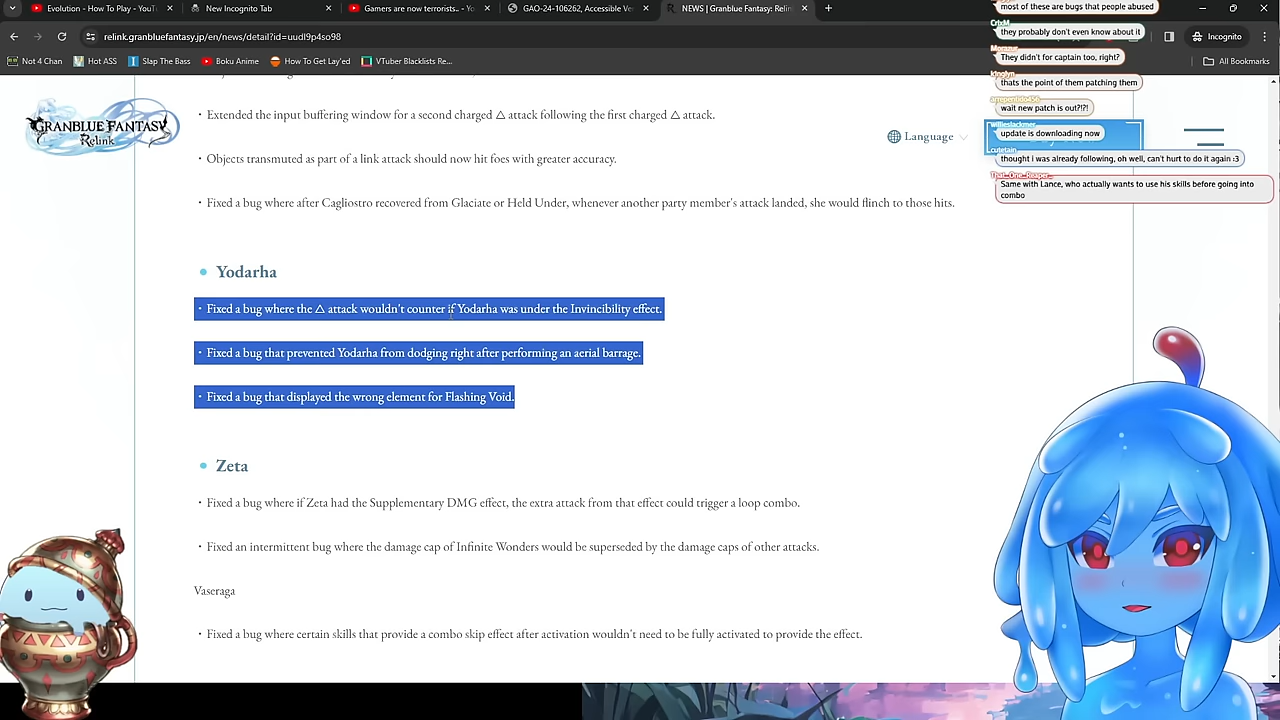 Evolution - How To Play - YouT
New Incognito Tab
Gamers are now terrorists..- Yo
GAO-24-106262, Accessible Ver
NEWS | Granblue Fantasy: Relin
relink.granbluefantasy.jp/en/news/detail?id=uud9p4so98
Incognito
Not 4 Chan
Hot ASS
Slap The Bass
Boku Anime
VTuber Blacklists Re...
All Bookmarks
GRANBLUE FANTASY
Relink
Language
・Extended the input buffer window for a second charged △ attack following the first charged △ attack.
・Objects transmuted as part of a link attack should now hit foes with greater accuracy.
・Fixed a bug where after Cagliostro recovered from Glaciate or Held Under, whenever another party member's attack landed, she would flinch to those hits.
Yodarha
・Fixed a bug where the △ attack wouldn't counter if Yodarha was under the Invincibility effect.
・Fixed a bug that prevented Yodarha from dodging right after performing an aerial barrage.
・Fixed a bug that displayed the wrong element for Flashing Void.
Zeta
・Fixed a bug where if Zeta had the Supplementary DMG effect, the extra attack from that effect could trigger a loop combo.
・Fixed an intermittent bug where the damage cap of Infinite Wonders would be superseded by the damage caps of other attacks.
Vaseraga
・Fixed a bug where certain skills that provide a combo skip effect after activation wouldn't need to be fully activated to provide the effect.
most of these are bugs that people abused
they probably don't even know about it
They didn't for captain too, right?
thats the point of them patching them
wait new patch is out?!?!
willieslackmer
update is downloading now
cutetain
thought i was already following, oh well, can't hurt to do it again :3
That_One_Reaper_
Same with Lance, who actually wants to use his skills before going into
combo